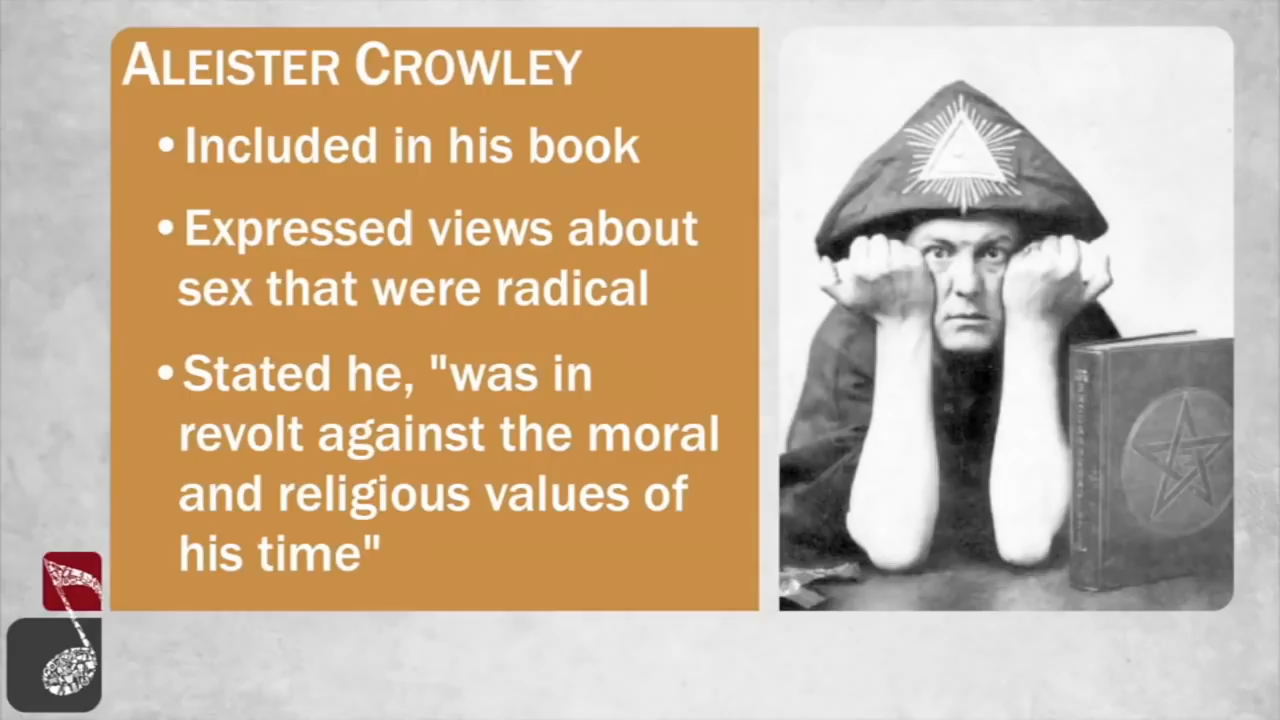 ALEISTER CROWLEY
•Included in his book
•Expressed views about
sex that were radical
•Stated he, "was in
revolt against the moral
and religious values of
his time"